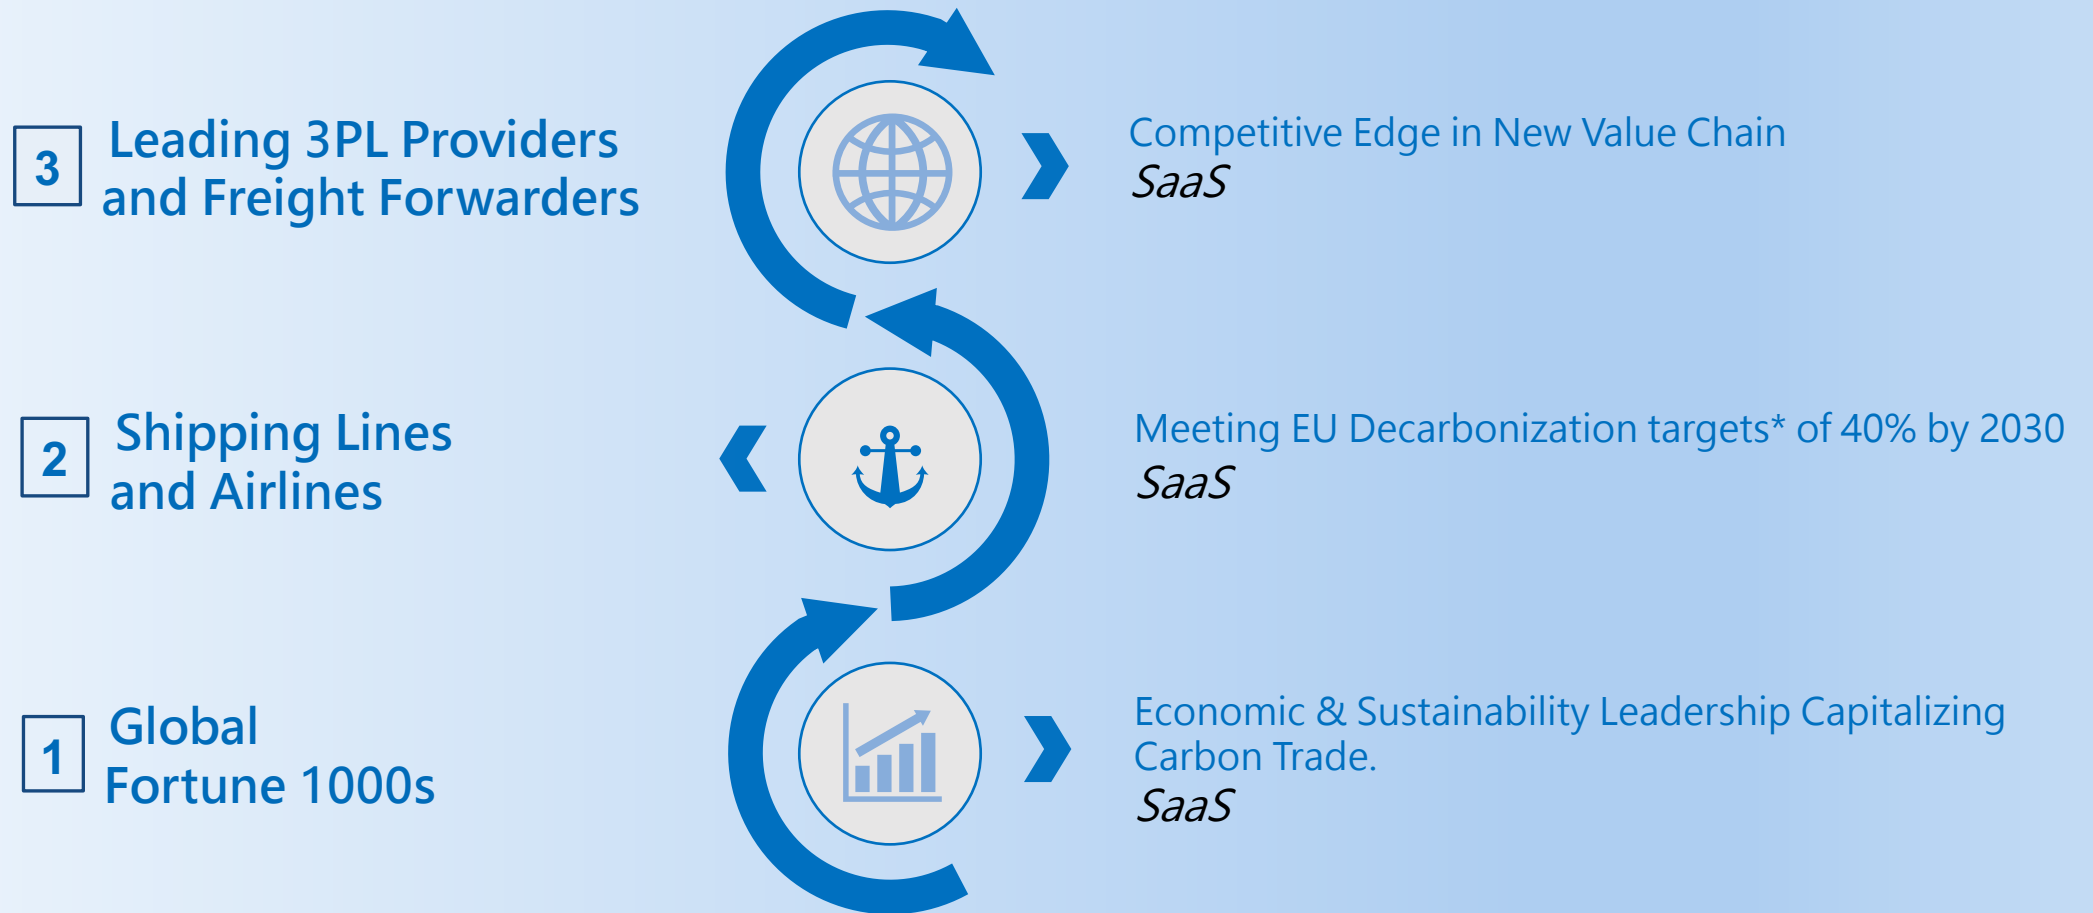 3
Leading 3PL Providers
and Freight Forwarders
Competitive Edge in New Value Chain
SaaS
2
Shipping Lines
and Airlines
Meeting EU Decarbonization targets* of 40% by 2030
SaaS
1
Global
Fortune 1000s
Economic & Sustainability Leadership Capitalizing
Carbon Trade.
SaaS